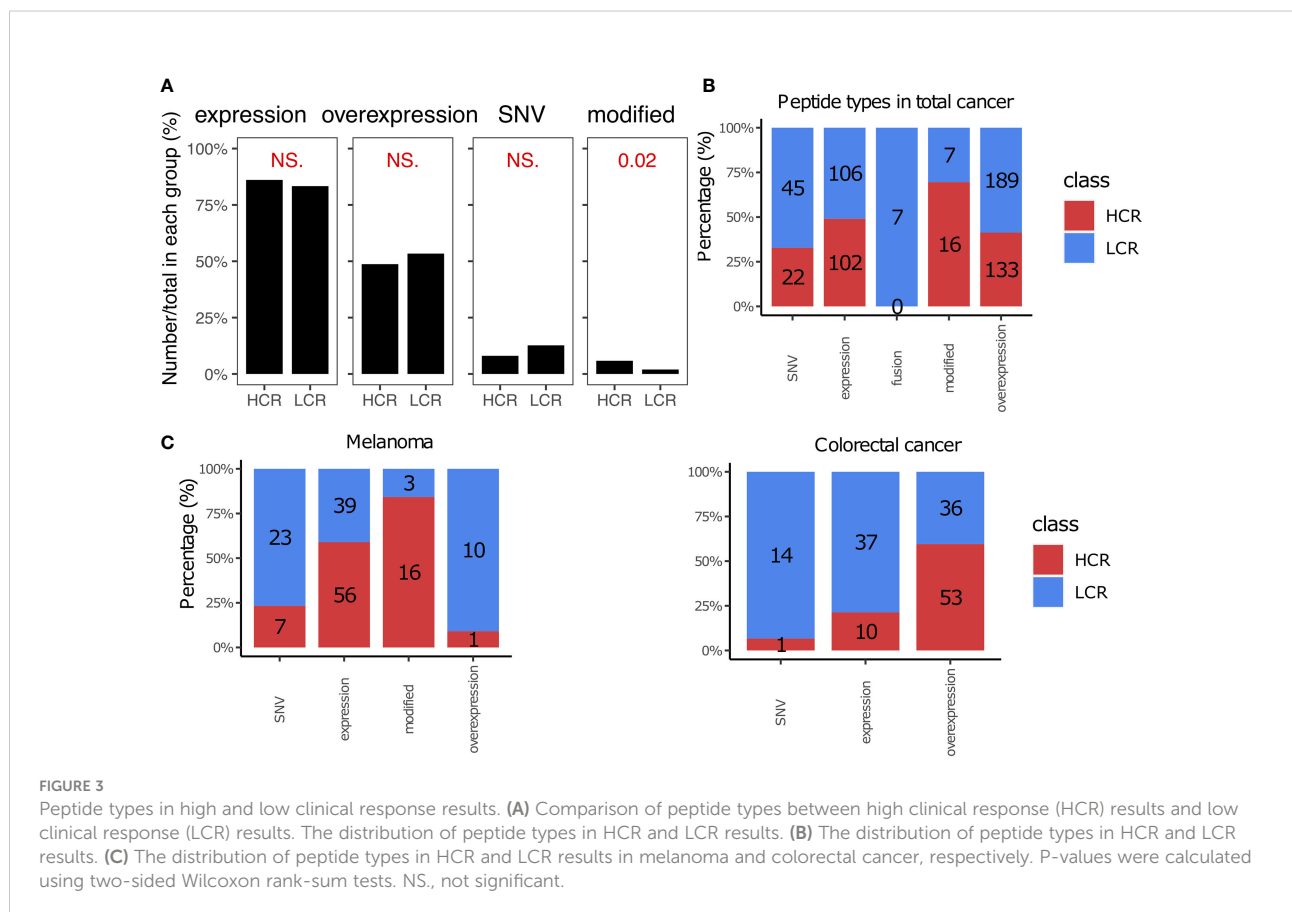 A
expression overexpression SNV modified
Number/total in each group (%)
100%
75%
50%
25%
0%
NS. NS. NS. 0.02
HCR LCR HCR LCR HCR LCR HCR LCR
B
Peptide types in total cancer
Percentage (%)
100%
75%
50%
25%
0%
45 106 7 7 189
22 102 0 16 133
SNV expression fusion modified overexpression
class
HCR
LCR
C
Melanoma
Percentage (%)
100%
75%
50%
25%
0%
23 39 3 10
7 56 16 1
SNV expression modified overexpression
Colorectal cancer
100%
75%
50%
25%
0%
14 37 36
1 10 53
SNV expression overexpression
class
HCR
LCR
FIGURE 3
Peptide types in high and low clinical response results. (A) Comparison of peptide types between high clinical response (HCR) results and low
clinical response (LCR) results. The distribution of peptide types in HCR and LCR results. (B) The distribution of peptide types in HCR and LCR
results. (C) The distribution of peptide types in HCR and LCR results in melanoma and colorectal cancer, respectively. P-values were calculated
using two-sided Wilcoxon rank-sum tests. NS., not significant.